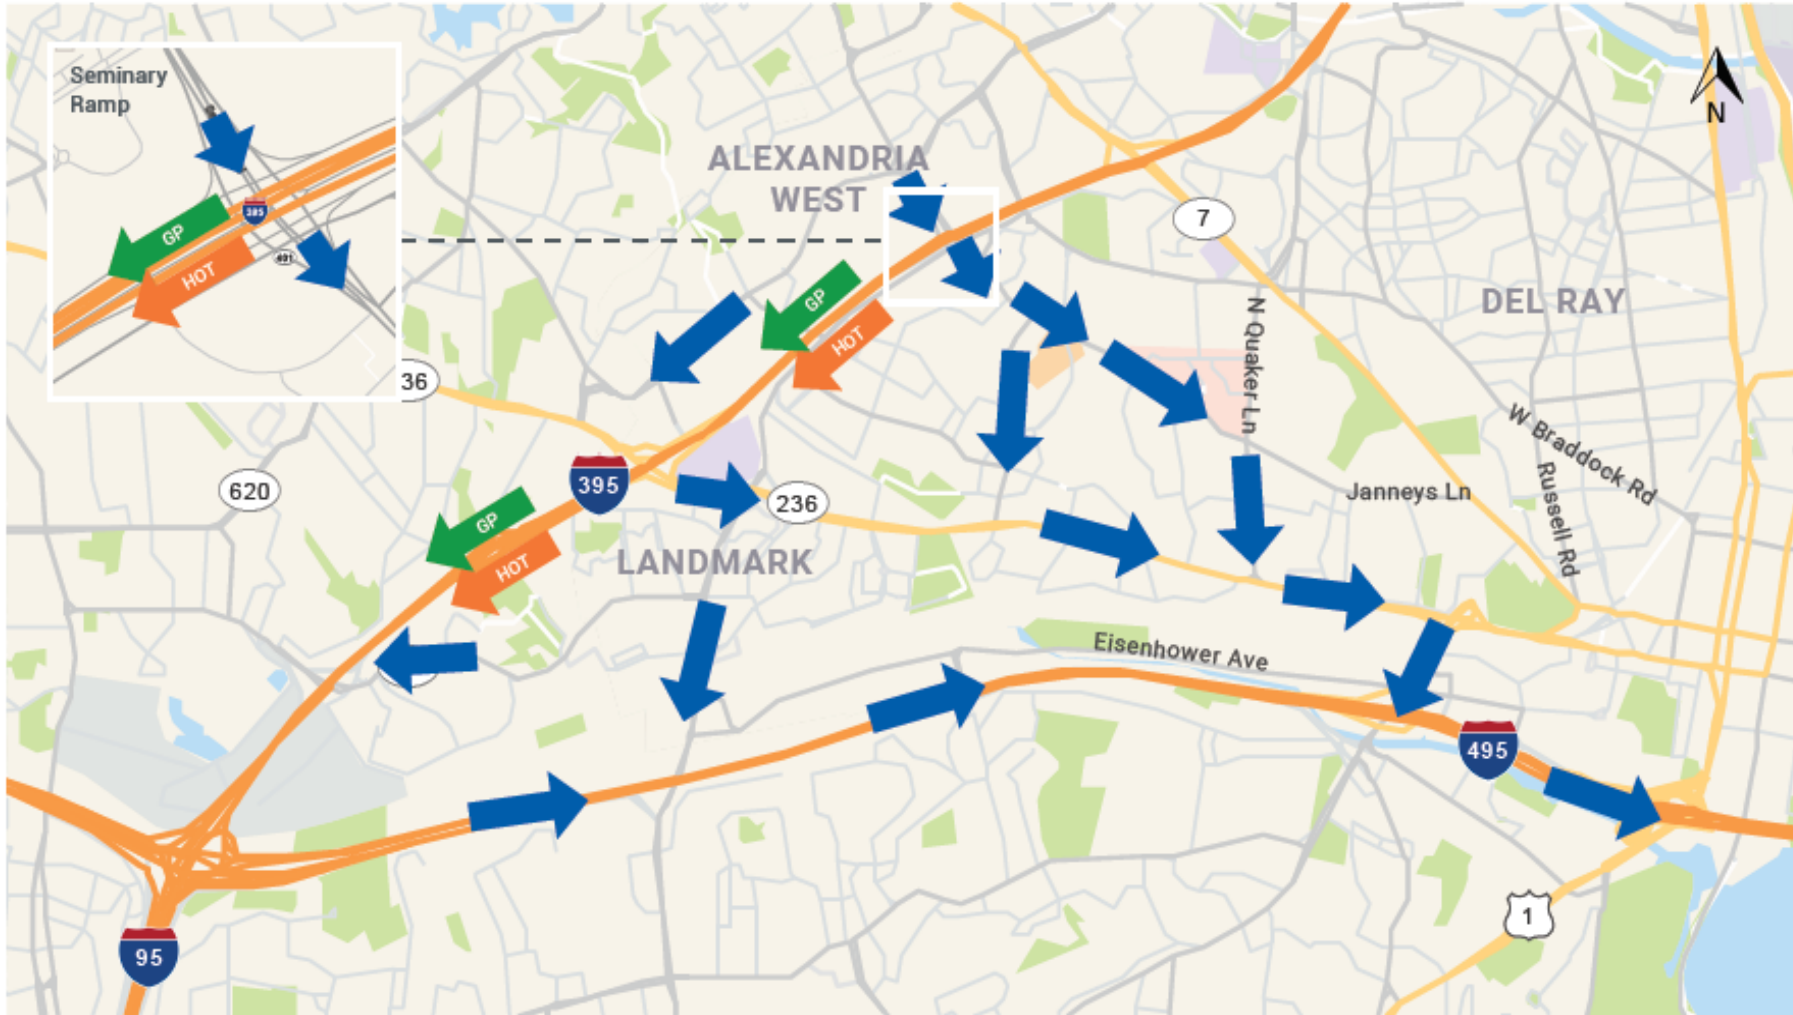 Seminary
Ramp
GP
395
HOT
401
N
ALEXANDRIA
WEST
7
DEL RAY
GP
HOT
N Quaker Ln
36
W Braddock Rd
Russell Rd
620
395
236
Janneys Ln
GP
HOT
LANDMARK
Eisenhower Ave
495
1
95